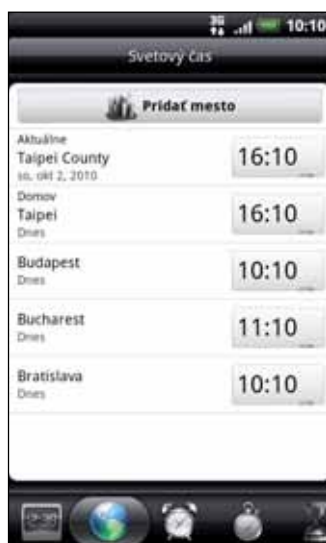 3G 10:10
Svetový čas
Pridať mesto
Aktuálne
Taipei County
so, okt 2, 2010
16:10
Domov
Taipei
Dnes
16:10
Budapest
Dnes
10:10
Bucharest
Dnes
11:10
Bratislava
Dnes
10:10